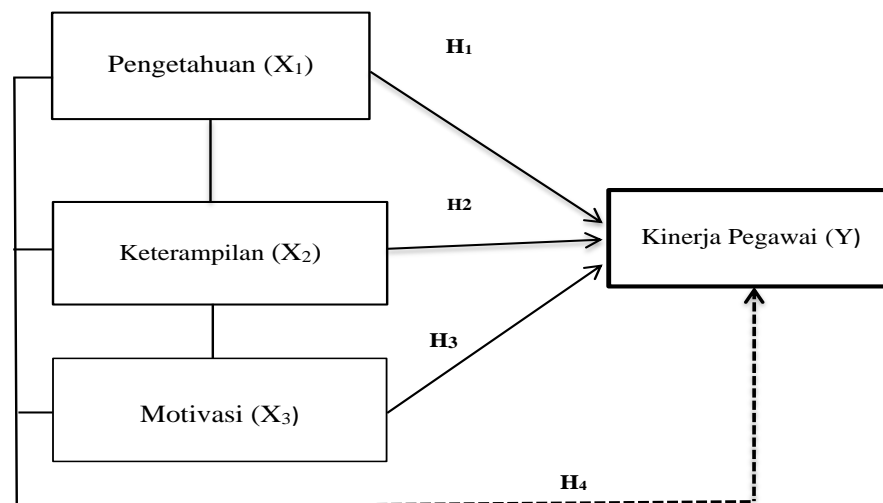 Pengetahuan (X₁)
H₁
Keterampilan (X₂)
H2
Kinerja Pegawai (Y)
H₃
Motivasi (X₃)
H₄